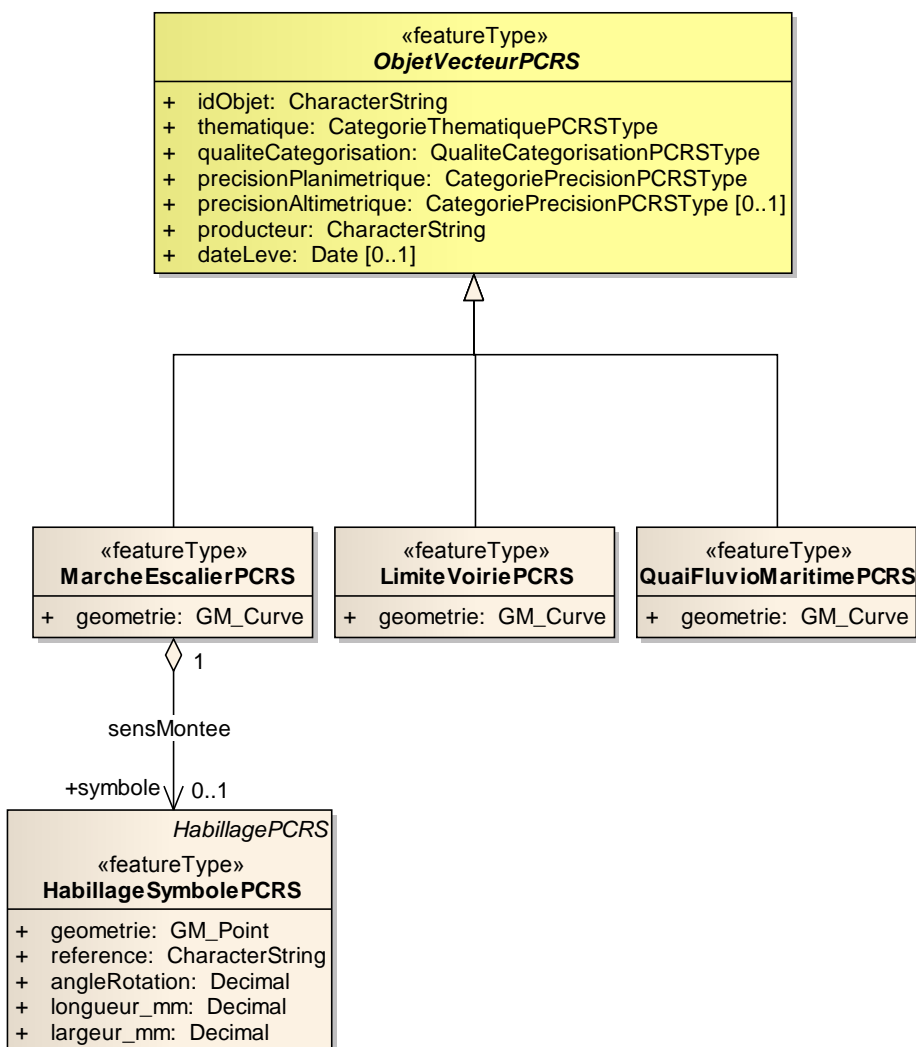 «featureType»
ObjetVecteurPCRS
+ idObjet: CharacterString
+ thematique: CategorieThematiquePCRSType
+ qualiteCategorisation: QualiteCategorisationPCRSType
+ precisionPlanimetrique: CategoriePrecisionPCRSType
+ precisionAltimetrique: CategoriePrecisionPCRSType [0..1]
+ producteur: CharacterString
+ dateLeve: Date [0..1]
«featureType»
MarcheEscalierPCRS
+ geometrie: GM_Curve
«featureType»
LimiteVoiriePCRS
+ geometrie: GM_Curve
«featureType»
QuaiFluvioMaritimePCRS
+ geometrie: GM_Curve
1
sensMontee
+symbole 0..1
HabillagePCRS
«featureType»
HabillageSymbolePCRS
+ geometrie: GM_Point
+ reference: CharacterString
+ angleRotation: Decimal
+ longueur_mm: Decimal
+ largeur_mm: Decimal